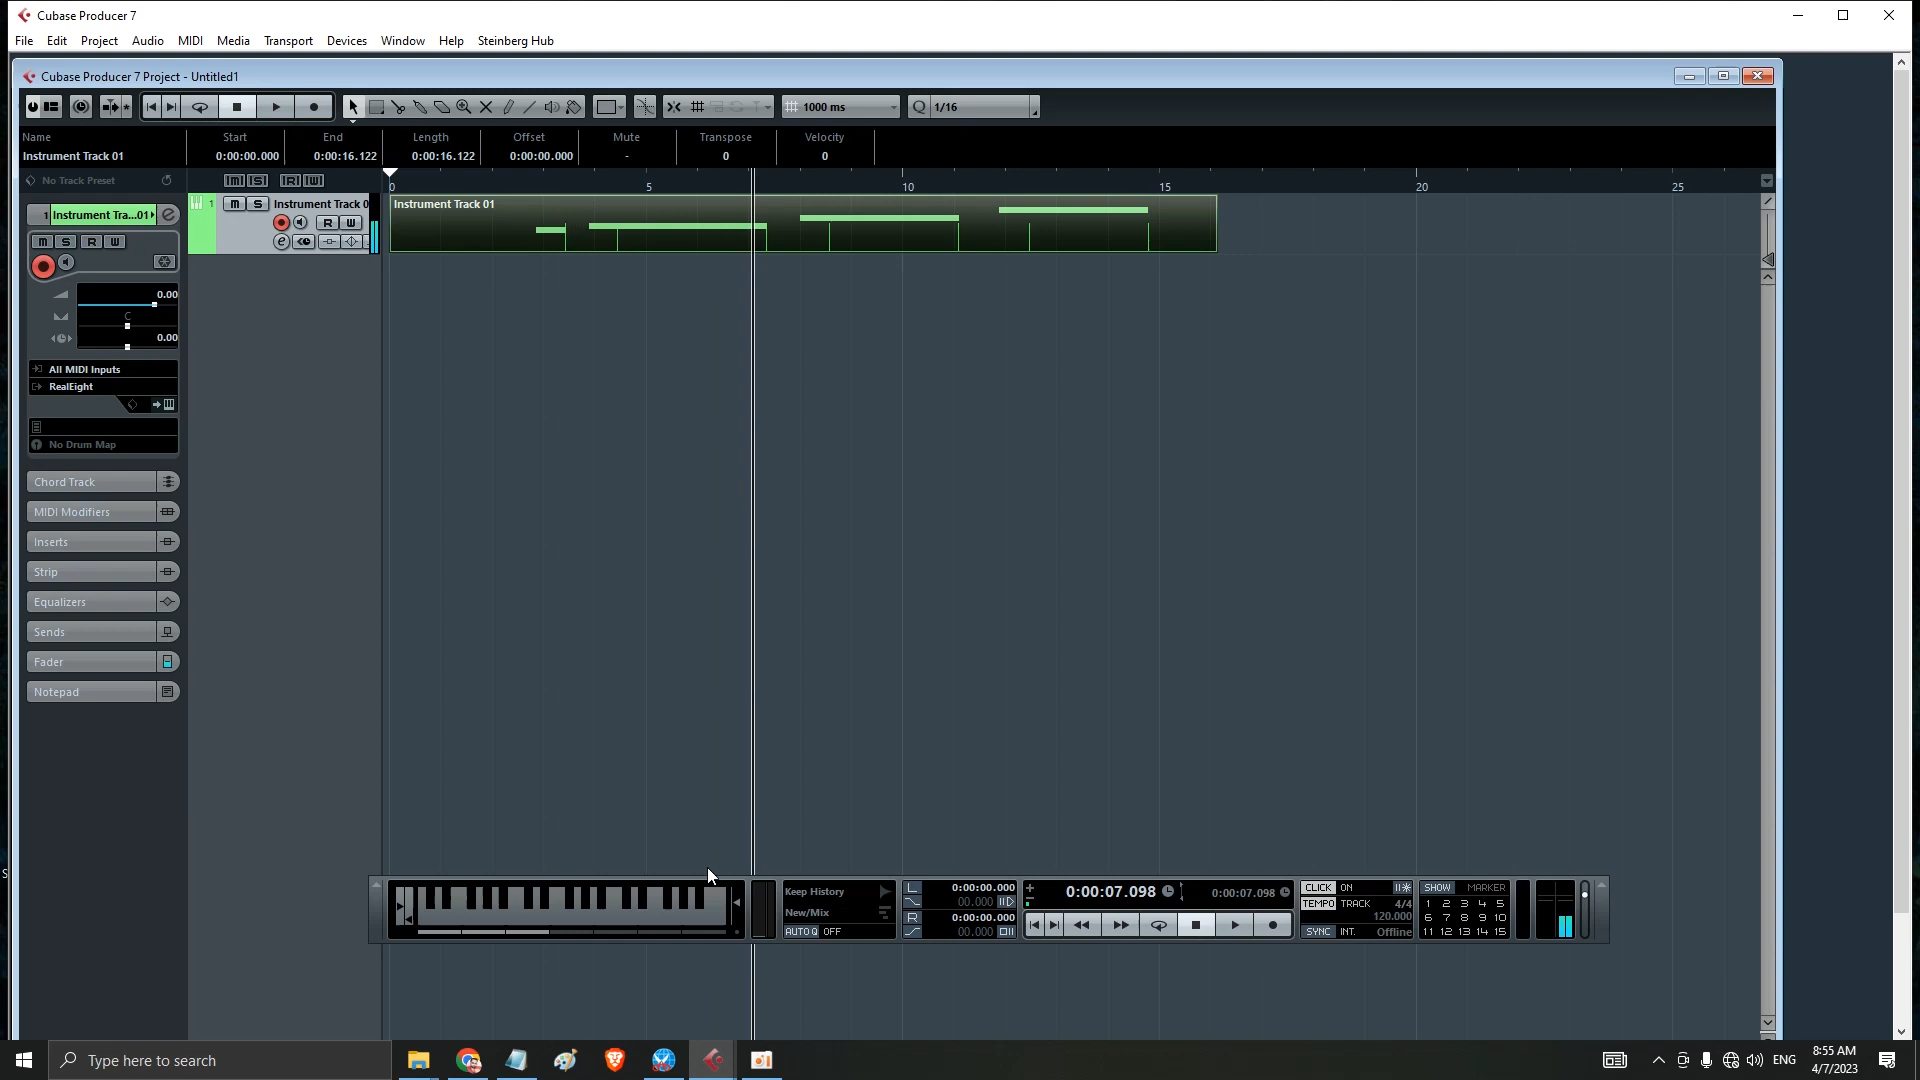 Cubase Producer 7
File Edit Project Audio MIDI Media Transport Devices Window Help Steinberg Hub
Cubase Producer 7 Project - Untitled1
1000 ms Q 1/16
Name Start End Length Offset Mute Transpose Velocity
Instrument Track 01 0:00:00.000 0:00:16.122 0:00:16.122 0:00:00.000 - 0 0
No Track Preset M S R W
0 5 10 15 20 25
1 Instrument Tra...01 e
1 M S Instrument Track 0
R W
e
Instrument Track 01
M S R W
0.00
C
0.00
All MIDI Inputs
RealEight
No Drum Map
Chord Track
MIDI Modifiers
Inserts
Strip
Equalizers
Sends
Fader
Notepad
Keep History
New/Mix
AUTO Q OFF
L 0:00:00.000
00.000
R 0:00:00.000
00.000
0:00:07.098 0:00:07.098
CLICK ON
TEMPO TRACK 4/4
120.000
SYNC INT. Offline
SHOW MARKER
1 2 3 4 5
6 7 8 9 10
11 12 13 14 15
Type here to search
ENG
8:55 AM
4/7/2023